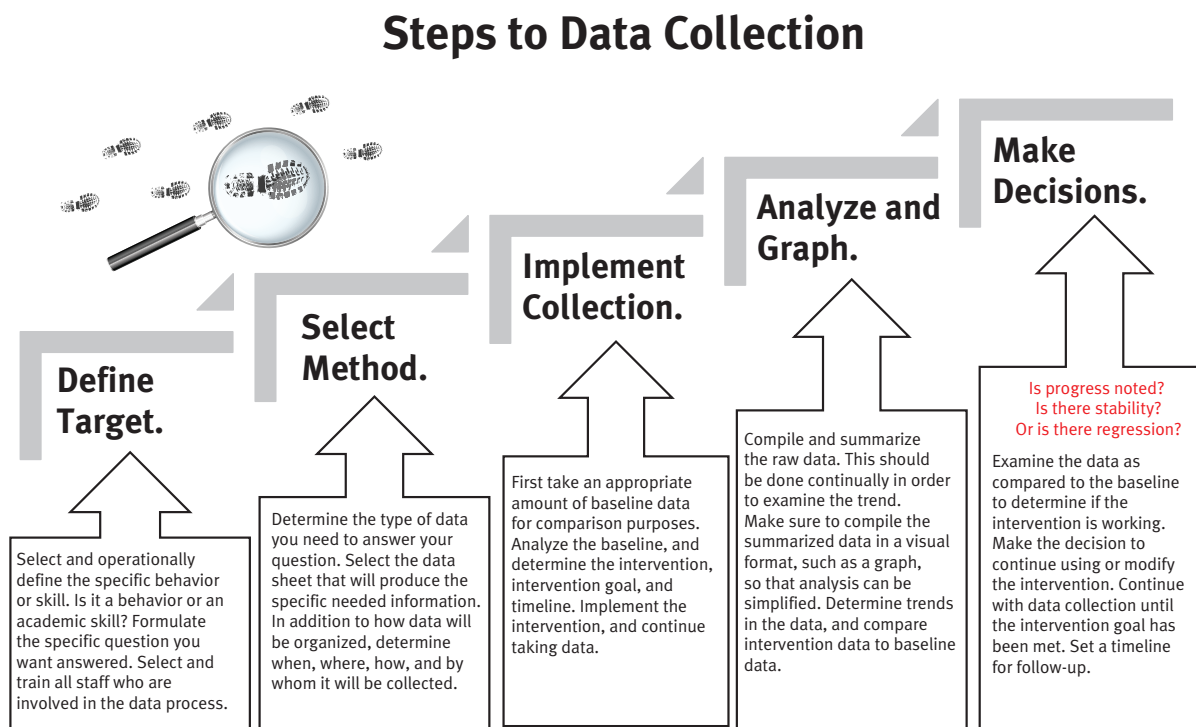 Steps to Data Collection
Define
Target.
Select and operationally
define the specific behavior
or skill. Is it a behavior or an
academic skill? Formulate
the specific question you
want answered. Select and
train all staff who are
involved in the data process.
Select
Method.
Determine the type of data
you need to answer your
question. Select the data
sheet that will produce the
specific needed information.
In addition to how data will
be organized, determine
when, where, how, and by
whom it will be collected.
Implement
Collection.
First take an appropriate
amount of baseline data
for comparison purposes.
Analyze the baseline, and
determine the intervention,
intervention goal, and
timeline. Implement the
intervention, and continue
taking data.
Analyze and
Graph.
Compile and summarize
the raw data. This should
be done continually in order
to examine the trend.
Make sure to compile the
summarized data in a visual
format, such as a graph,
so that analysis can be
simplified. Determine trends
in the data, and compare
intervention data to baseline
data.
Make
Decisions.
Is progress noted?
Is there stability?
Or is there regression?
Examine the data as
compared to the baseline
to determine if the
intervention is working.
Make the decision to
continue using or modify
the intervention. Continue
with data collection until
the intervention goal has
been met. Set a timeline
for follow-up.